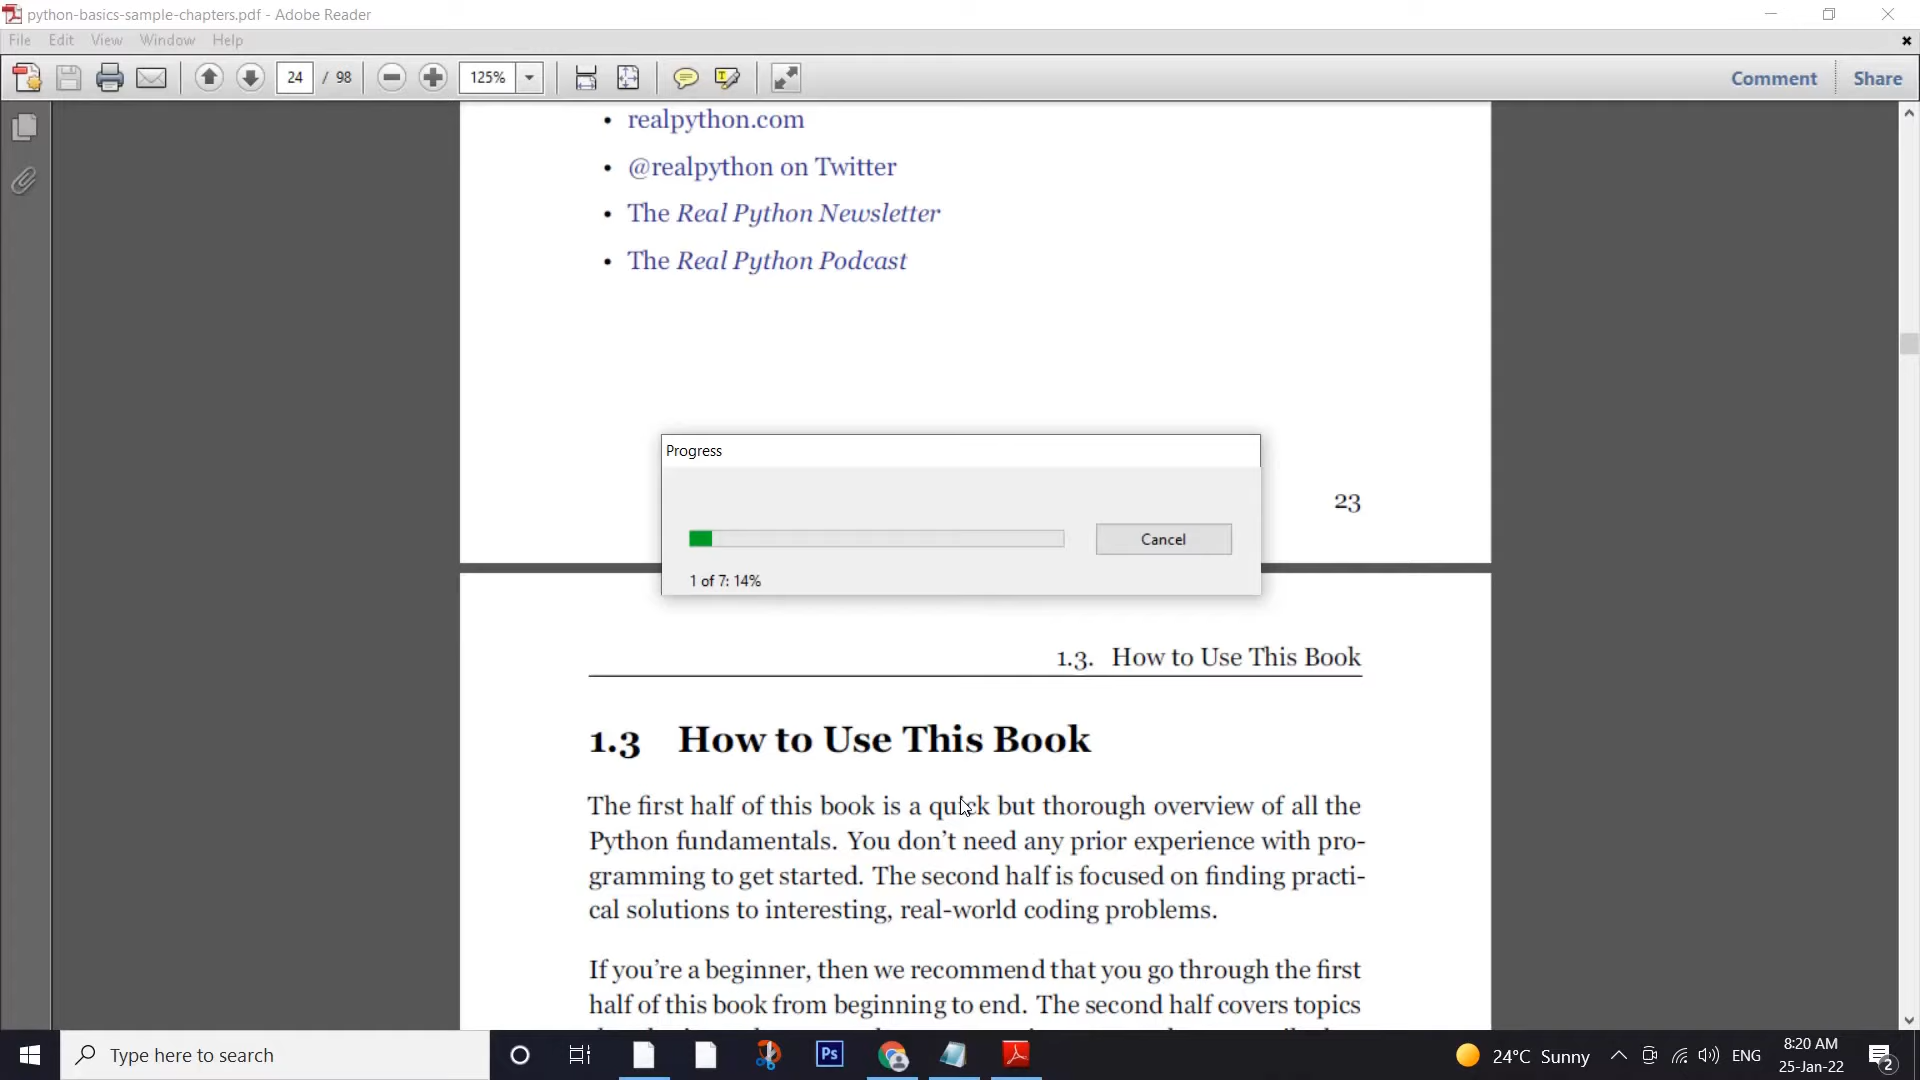 python-basics-sample-chapters.pdf - Adobe Reader
File Edit View Window Help
24 / 98 125% Comment Share
• realpython.com
• @realpython on Twitter
• The Real Python Newsletter
• The Real Python Podcast
Progress
Cancel
1 of 7: 14%
23
1.3. How to Use This Book
1.3 How to Use This Book
The first half of this book is a quick but thorough overview of all the
Python fundamentals. You don't need any prior experience with pro-
gramming to get started. The second half is focused on finding practi-
cal solutions to interesting, real-world coding problems.
If you're a beginner, then we recommend that you go through the first
half of this book from beginning to end. The second half covers topics
Type here to search
Ps
24°C Sunny
ENG
8:20 AM
25-Jan-22
2